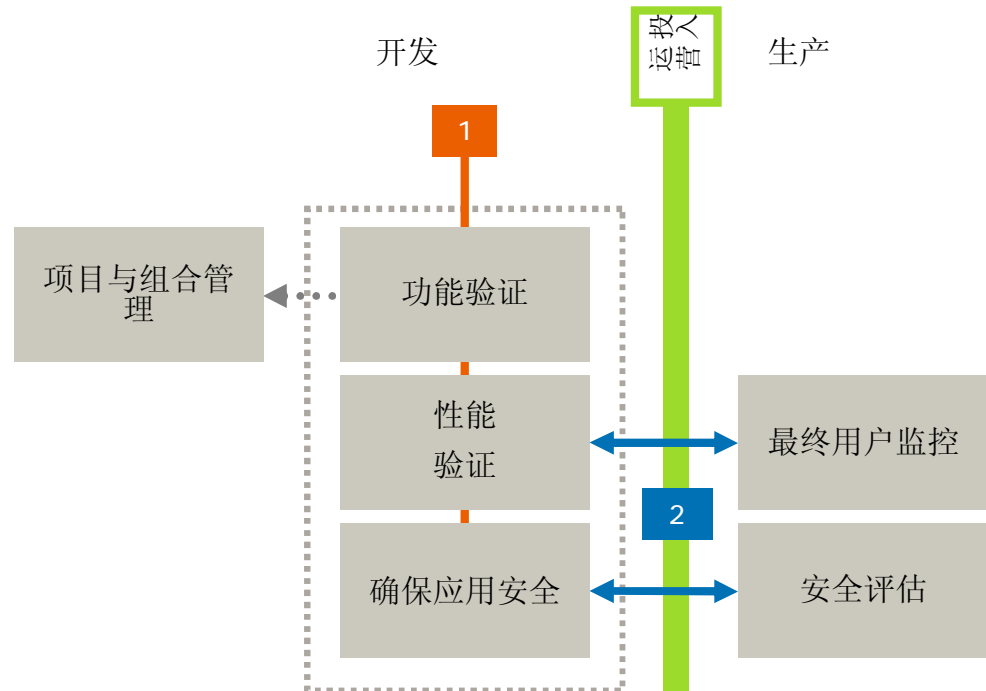 开发
投入
运营
生产
1
项目与组合管
理
功能验证
性能
验证
最终用户监控
2
确保应用安全
安全评估